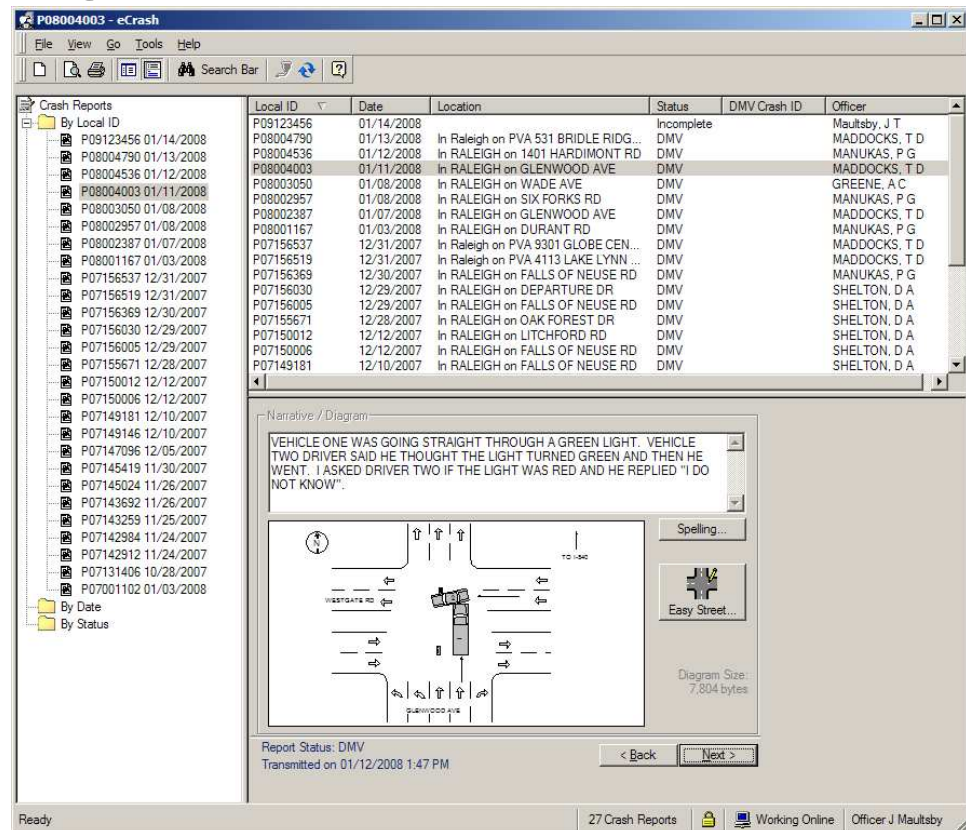 P08004003 - eCrash
File View Go Tools Help
Search Bar
Crash Reports
By Local ID
P09123456 01/14/2008
P08004790 01/13/2008
P08004536 01/12/2008
P08004003 01/11/2008
P08003050 01/08/2008
P08002957 01/08/2008
P08002387 01/07/2008
P08001167 01/03/2008
P07156537 12/31/2007
P07156519 12/31/2007
P07156369 12/30/2007
P07156030 12/29/2007
P07156005 12/29/2007
P07155671 12/28/2007
P07150012 12/12/2007
P07150006 12/12/2007
P07149181 12/10/2007
P07149146 12/10/2007
P07147096 12/05/2007
P07145419 11/30/2007
P07145024 11/26/2007
P07143692 11/26/2007
P07143259 11/25/2007
P07142984 11/24/2007
P07142912 11/24/2007
P07131406 10/28/2007
P07001102 01/03/2008
By Date
By Status
Local ID Date Location Status DMV Crash ID Officer
P09123456 01/14/2008 Incomplete Maultsby, J T
P08004790 01/13/2008 In Raleigh on PVA 531 BRIDLE RIDG... DMV MADDOCKS, T D
P08004536 01/12/2008 In RALEIGH on 1401 HARDIMONT RD DMV MANUKAS, P G
P08004003 01/11/2008 In RALEIGH on GLENWOOD AVE DMV MADDOCKS, T D
P08003050 01/08/2008 In RALEIGH on WADE AVE DMV GREENE, A C
P08002957 01/08/2008 In RALEIGH on SIX FORKS RD DMV MANUKAS, P G
P08002387 01/07/2008 In RALEIGH on GLENWOOD AVE DMV MADDOCKS, T D
P08001167 01/03/2008 In RALEIGH on DURANT RD DMV MANUKAS, P G
P07156537 12/31/2007 In Raleigh on PVA 9301 GLOBE CEN... DMV MADDOCKS, T D
P07156519 12/31/2007 In Raleigh on PVA 4113 LAKE LYNN ... DMV MADDOCKS, T D
P07156369 12/30/2007 In RALEIGH on FALLS OF NEUSE RD DMV MANUKAS, P G
P07156030 12/29/2007 In RALEIGH on DEPARTURE DR DMV SHELTON, D A
P07156005 12/29/2007 In RALEIGH on FALLS OF NEUSE RD DMV SHELTON, D A
P07155671 12/28/2007 In RALEIGH on OAK FOREST DR DMV SHELTON, D A
P07150012 12/12/2007 In RALEIGH on LITCHFORD RD DMV SHELTON, D A
P07150006 12/12/2007 In RALEIGH on FALLS OF NEUSE RD DMV SHELTON, D A
P07149181 12/10/2007 In RALEIGH on FALLS OF NEUSE RD DMV SHELTON, D A
Narrative / Diagram
VEHICLE ONE WAS GOING STRAIGHT THROUGH A GREEN LIGHT. VEHICLE
TWO DRIVER SAID HE THOUGHT THE LIGHT TURNED GREEN AND THEN HE
WENT. I ASKED DRIVER TWO IF THE LIGHT WAS RED AND HE REPLIED "I DO
NOT KNOW".
N
TO I-540
WESTGATE RD
GLENWOOD AVE
Spelling...
Easy Street...
Diagram Size:
7,804 bytes
Report Status: DMV
Transmitted on 01/12/2008 1:47 PM
< Back Next >
Ready 27 Crash Reports Working Online Officer J Maultsby